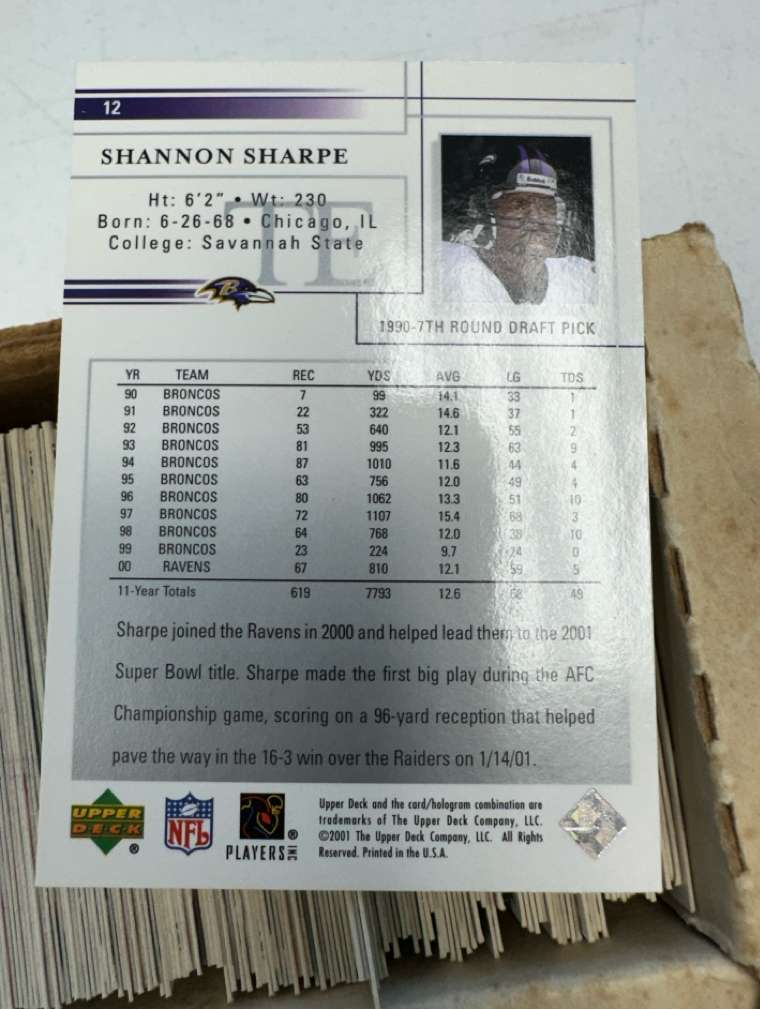 12
SHANNON SHARPE
TE
Ht: 6'2" • Wt: 230
Born: 6-26-68 • Chicago, IL
College: Savannah State
Riddell
1990-7TH ROUND DRAFT PICK
YR TEAM REC YDS AVG LG TDS
90 BRONCOS 7 99 14.1 33 1
91 BRONCOS 22 322 14.6 37 1
92 BRONCOS 53 640 12.1 55 2
93 BRONCOS 81 995 12.3 63 9
94 BRONCOS 87 1010 11.6 44 4
95 BRONCOS 63 756 12.0 49 4
96 BRONCOS 80 1062 13.3 51 10
97 BRONCOS 72 1107 15.4 68 3
98 BRONCOS 64 768 12.0 38 10
99 BRONCOS 23 224 9.7 24 0
00 RAVENS 67 810 12.1 59 5
11-Year Totals 619 7793 12.6 68 49
Sharpe joined the Ravens in 2000 and helped lead them to the 2001
Super Bowl title. Sharpe made the first big play during the AFC
Championship game, scoring on a 96-yard reception that helped
pave the way in the 16-3 win over the Raiders on 1/14/01.
UPPER
DECK ®
NFL
PLAYERS INC ®
Upper Deck and the card/hologram combination are
trademarks of The Upper Deck Company, LLC.
©2001 The Upper Deck Company, LLC. All Rights
Reserved. Printed in the U.S.A.